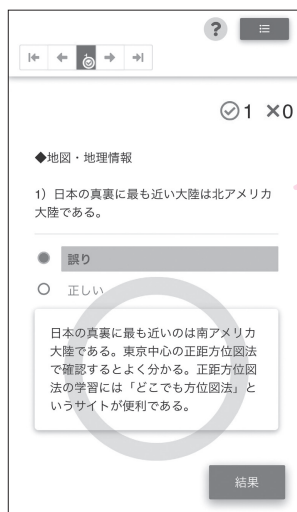 ?
1
1 ×0
◆地図・地理情報
1）日本の真裏に最も近い大陸は北アメリカ
大陸である。
誤り
正しい
日本の真裏に最も近いのは南アメリカ
大陸である。東京中心の正距方位図法
で確認するとよく分かる。正距方位図
法の学習には「どこでも方位図法」と
いうサイトが便利である。
結果